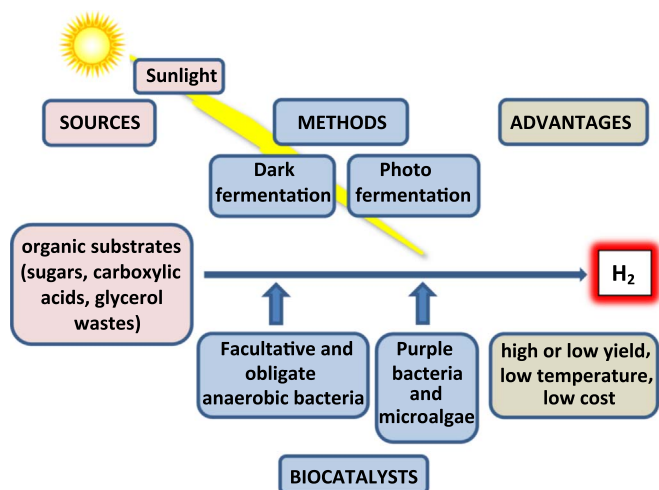 Sunlight
SOURCES
METHODS
ADVANTAGES
Dark
fermentation
Photo
fermentation
organic substrates
(sugars, carboxylic
acids, glycerol
wastes)
H₂
Facultative and
obligate
anaerobic bacteria
Purple
bacteria
and
microalgae
high or low yield,
low temperature,
low cost
BIOCATALYSTS